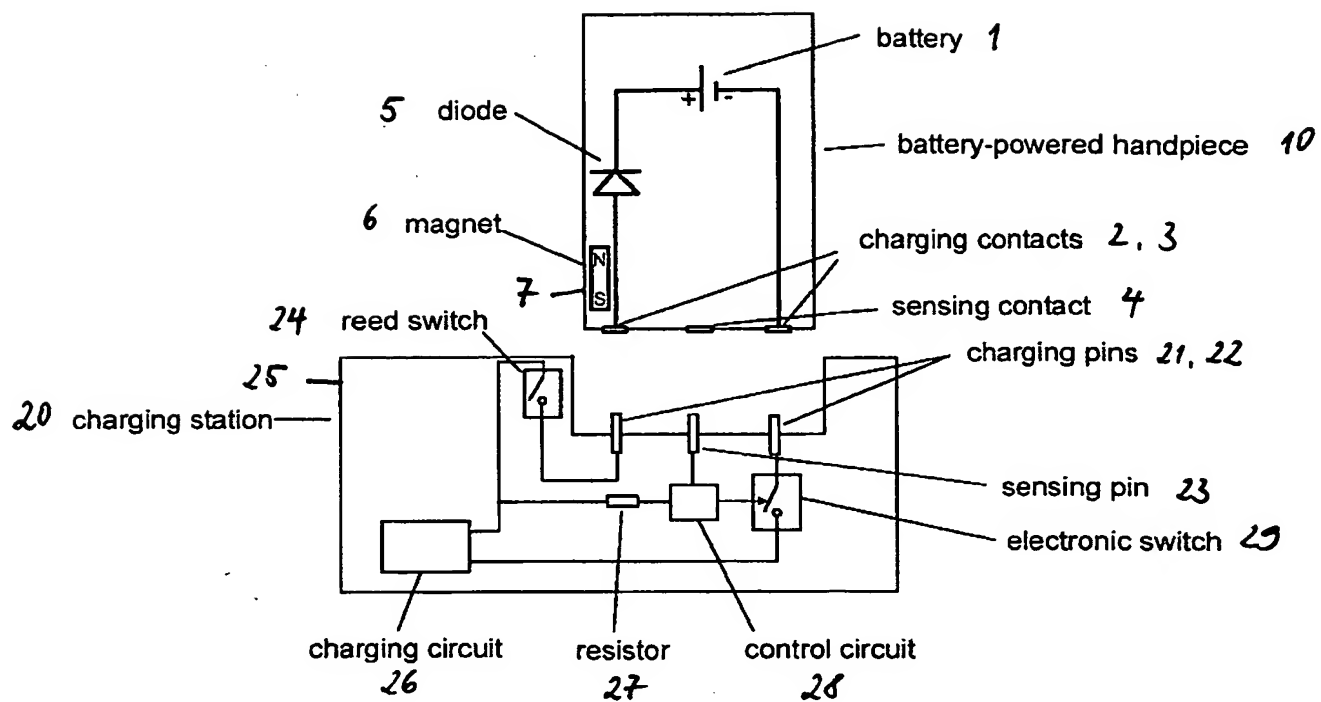 battery 1
+ -
5 diode
battery-powered handpiece 10
6 magnet
N
charging contacts 2, 3
7
S
sensing contact 4
24 reed switch
charging pins 21, 22
25
20 charging station
sensing pin 23
electronic switch 29
charging circuit
26
resistor
27
control circuit
28